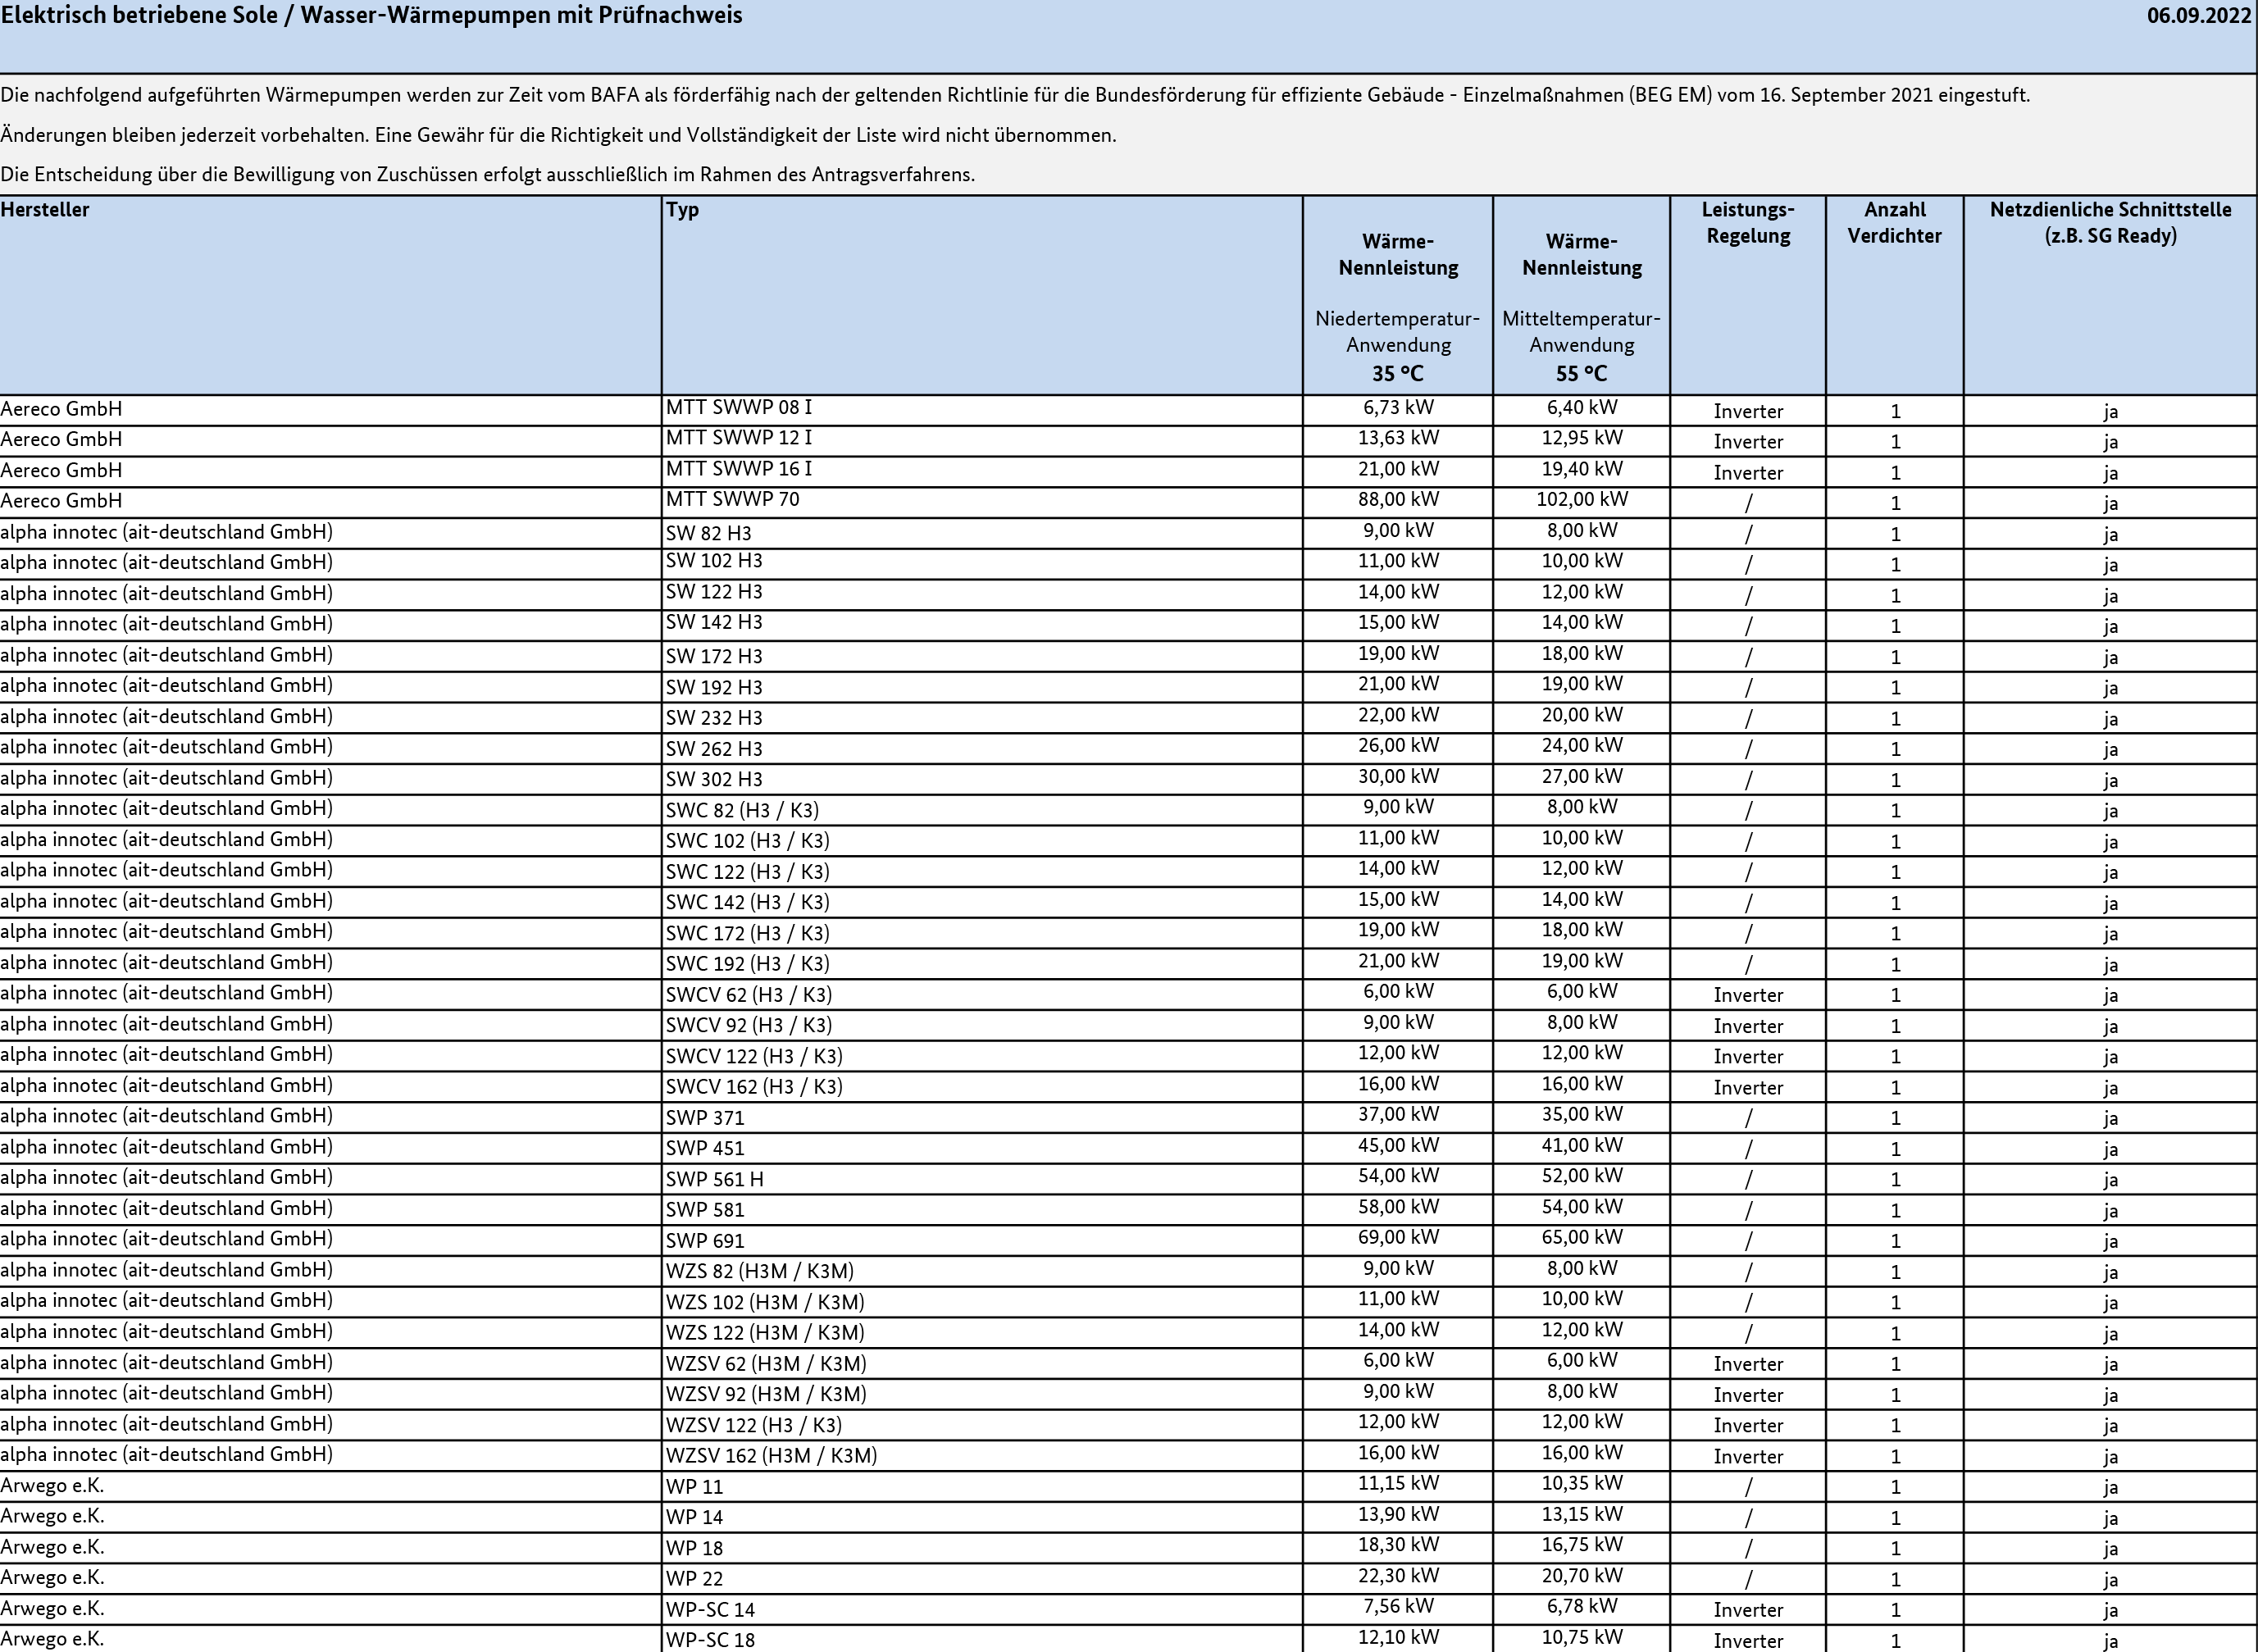 Elektrisch betriebene Sole / Wasser-Wärmepumpen mit Prüfnachweis 06.09.2022
Die nachfolgend aufgeführten Wärmepumpen werden zur Zeit vom BAFA als förderfähig nach der geltenden Richtlinie für die Bundesförderung für effiziente Gebäude - Einzelmaßnahmen (BEG EM) vom 16. September 2021 eingestuft.
Änderungen bleiben jederzeit vorbehalten. Eine Gewähr für die Richtigkeit und Vollständigkeit der Liste wird nicht übernommen.
Die Entscheidung über die Bewilligung von Zuschüssen erfolgt ausschließlich im Rahmen des Antragsverfahrens.
Hersteller Typ Leistungs- Anzahl Netzdienliche Schnittstelle
Regelung Verdichter (z.B. SG Ready)
Wärme- Wärme-
Nennleistung Nennleistung
Niedertemperatur- Mitteltemperatur-
Anwendung Anwendung
35 °C 55 °C
Aereco GmbH MTT SWWP 08 I 6,73 kW 6,40 kW Inverter 1 ja
Aereco GmbH MTT SWWP 12 I 13,63 kW 12,95 kW Inverter 1 ja
Aereco GmbH MTT SWWP 16 I 21,00 kW 19,40 kW Inverter 1 ja
Aereco GmbH MTT SWWP 70 88,00 kW 102,00 kW / 1 ja
alpha innotec (ait-deutschland GmbH) SW 82 H3 9,00 kW 8,00 kW / 1 ja
alpha innotec (ait-deutschland GmbH) SW 102 H3 11,00 kW 10,00 kW / 1 ja
alpha innotec (ait-deutschland GmbH) SW 122 H3 14,00 kW 12,00 kW / 1 ja
alpha innotec (ait-deutschland GmbH) SW 142 H3 15,00 kW 14,00 kW / 1 ja
alpha innotec (ait-deutschland GmbH) SW 172 H3 19,00 kW 18,00 kW / 1 ja
alpha innotec (ait-deutschland GmbH) SW 192 H3 21,00 kW 19,00 kW / 1 ja
alpha innotec (ait-deutschland GmbH) SW 232 H3 22,00 kW 20,00 kW / 1 ja
alpha innotec (ait-deutschland GmbH) SW 262 H3 26,00 kW 24,00 kW / 1 ja
alpha innotec (ait-deutschland GmbH) SW 302 H3 30,00 kW 27,00 kW / 1 ja
alpha innotec (ait-deutschland GmbH) SWC 82 (H3 / K3) 9,00 kW 8,00 kW / 1 ja
alpha innotec (ait-deutschland GmbH) SWC 102 (H3 / K3) 11,00 kW 10,00 kW / 1 ja
alpha innotec (ait-deutschland GmbH) SWC 122 (H3 / K3) 14,00 kW 12,00 kW / 1 ja
alpha innotec (ait-deutschland GmbH) SWC 142 (H3 / K3) 15,00 kW 14,00 kW / 1 ja
alpha innotec (ait-deutschland GmbH) SWC 172 (H3 / K3) 19,00 kW 18,00 kW / 1 ja
alpha innotec (ait-deutschland GmbH) SWC 192 (H3 / K3) 21,00 kW 19,00 kW / 1 ja
alpha innotec (ait-deutschland GmbH) SWCV 62 (H3 / K3) 6,00 kW 6,00 kW Inverter 1 ja
alpha innotec (ait-deutschland GmbH) SWCV 92 (H3 / K3) 9,00 kW 8,00 kW Inverter 1 ja
alpha innotec (ait-deutschland GmbH) SWCV 122 (H3 / K3) 12,00 kW 12,00 kW Inverter 1 ja
alpha innotec (ait-deutschland GmbH) SWCV 162 (H3 / K3) 16,00 kW 16,00 kW Inverter 1 ja
alpha innotec (ait-deutschland GmbH) SWP 371 37,00 kW 35,00 kW / 1 ja
alpha innotec (ait-deutschland GmbH) SWP 451 45,00 kW 41,00 kW / 1 ja
alpha innotec (ait-deutschland GmbH) SWP 561 H 54,00 kW 52,00 kW / 1 ja
alpha innotec (ait-deutschland GmbH) SWP 581 58,00 kW 54,00 kW / 1 ja
alpha innotec (ait-deutschland GmbH) SWP 691 69,00 kW 65,00 kW / 1 ja
alpha innotec (ait-deutschland GmbH) WZS 82 (H3M / K3M) 9,00 kW 8,00 kW / 1 ja
alpha innotec (ait-deutschland GmbH) WZS 102 (H3M / K3M) 11,00 kW 10,00 kW / 1 ja
alpha innotec (ait-deutschland GmbH) WZS 122 (H3M / K3M) 14,00 kW 12,00 kW / 1 ja
alpha innotec (ait-deutschland GmbH) WZSV 62 (H3M / K3M) 6,00 kW 6,00 kW Inverter 1 ja
alpha innotec (ait-deutschland GmbH) WZSV 92 (H3M / K3M) 9,00 kW 8,00 kW Inverter 1 ja
alpha innotec (ait-deutschland GmbH) WZSV 122 (H3 / K3) 12,00 kW 12,00 kW Inverter 1 ja
alpha innotec (ait-deutschland GmbH) WZSV 162 (H3M / K3M) 16,00 kW 16,00 kW Inverter 1 ja
Arwego e.K. WP 11 11,15 kW 10,35 kW / 1 ja
Arwego e.K. WP 14 13,90 kW 13,15 kW / 1 ja
Arwego e.K. WP 18 18,30 kW 16,75 kW / 1 ja
Arwego e.K. WP 22 22,30 kW 20,70 kW / 1 ja
Arwego e.K. WP-SC 14 7,56 kW 6,78 kW Inverter 1 ja
Arwego e.K. WP-SC 18 12,10 kW 10,75 kW Inverter 1 ja